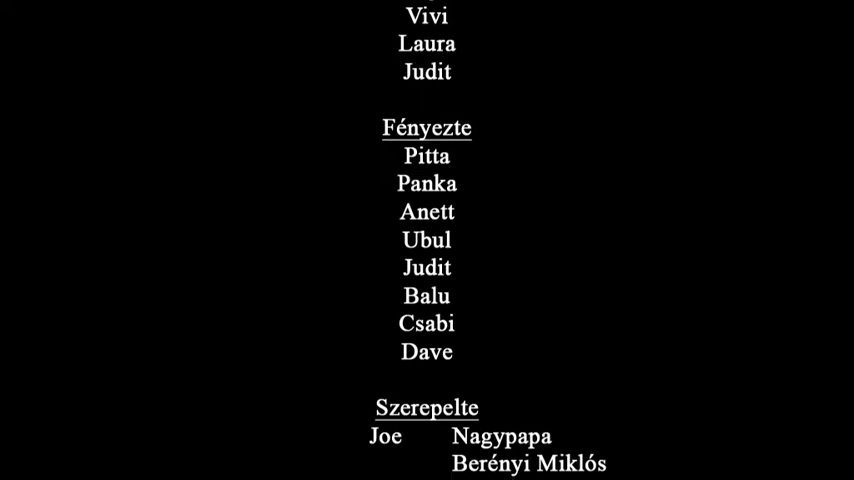 Vivi
Laura
Judit
Fényezte
Pitta
Panka
Anett
Ubul
Judit
Balu
Csabi
Dave
Szerepelte
Joe Nagypapa
Berényi Miklós